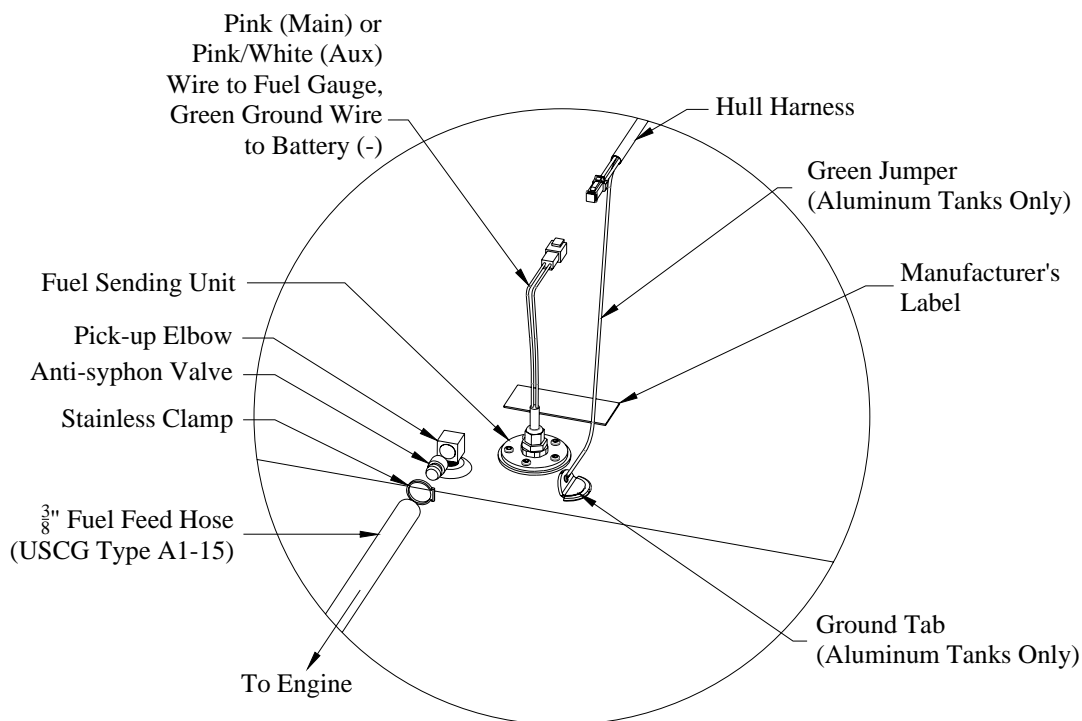 Pink (Main) or
Pink/White (Aux)
Wire to Fuel Gauge,
Green Ground Wire
to Battery (-)
Hull Harness
Green Jumper
(Aluminum Tanks Only)
Manufacturer's
Label
Fuel Sending Unit
Pick-up Elbow
Anti-syphon Valve
Stainless Clamp
3/8" Fuel Feed Hose
(USCG Type A1-15)
To Engine
Ground Tab
(Aluminum Tanks Only)